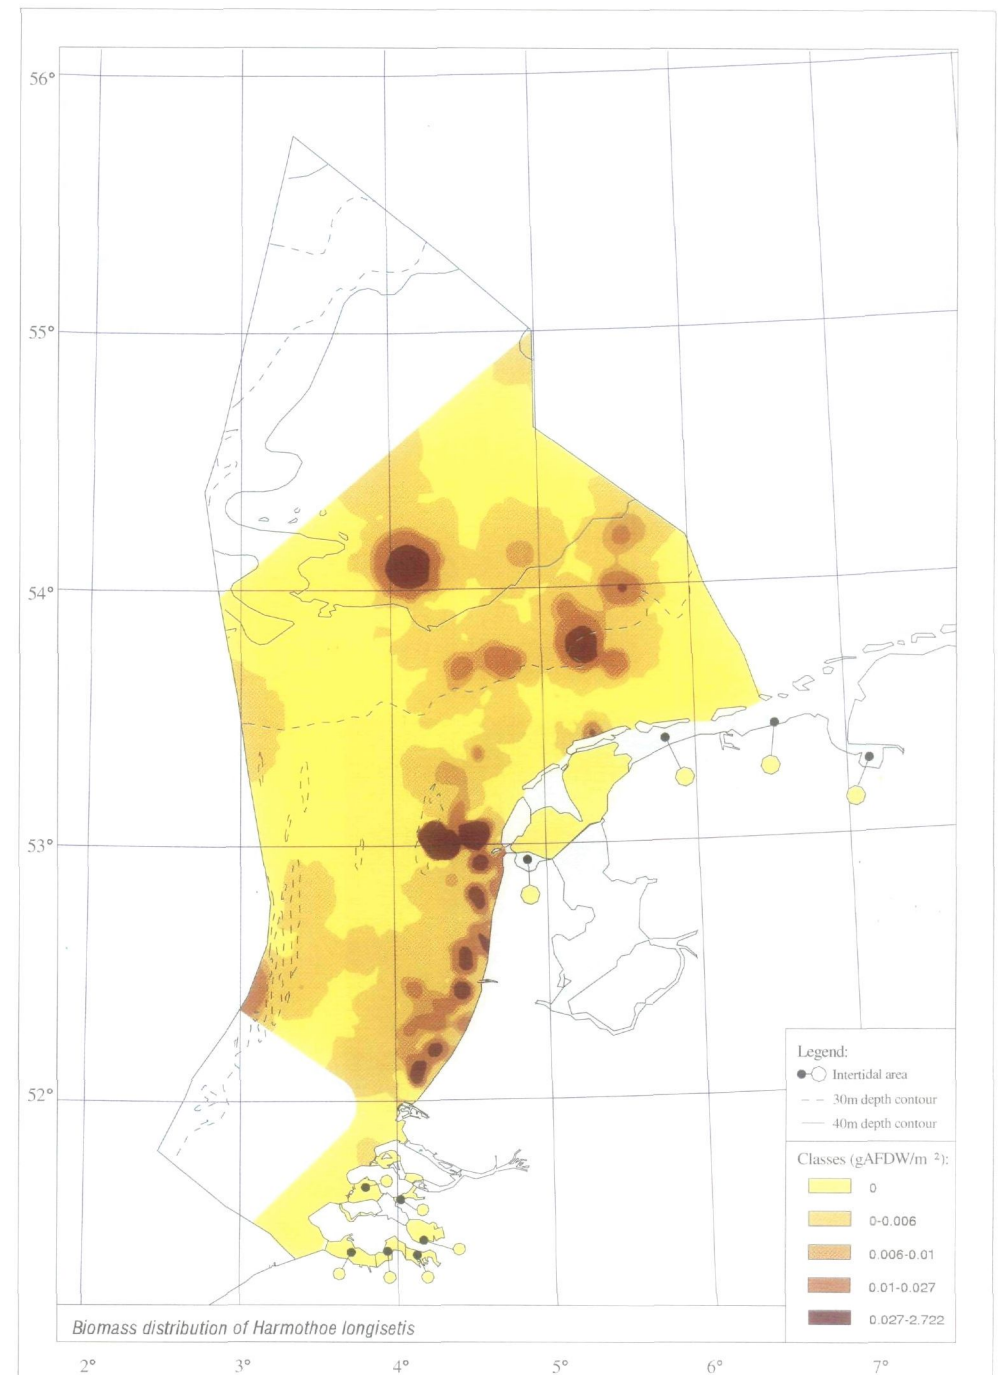 56°
55°
54°
53°
52°
Legend:
Intertidal area
30m depth contour
40m depth contour
Classes (gAFDW/m ²):
0
0-0.006
0.006-0.01
0.01-0.027
0.027-2.722
Biomass distribution of Harmothoe longisetis
2° 3° 4° 5° 6° 7°